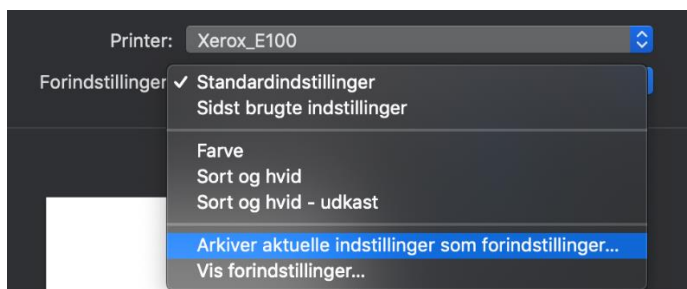 Printer: Xerox_E100
Forindstillinger ✓ Standardindstillinger
Sidst brugte indstillinger
Farve
Sort og hvid
Sort og hvid - udkast
Arkiver aktuelle indstillinger som forindstillinger...
Vis forindstillinger...